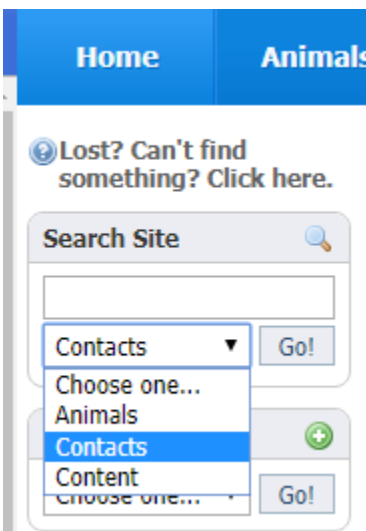 Home Animals
Lost? Can't find
something? Click here.
Search Site
Contacts Go!
Choose one...
Animals
Contacts
Content
Choose one... Go!